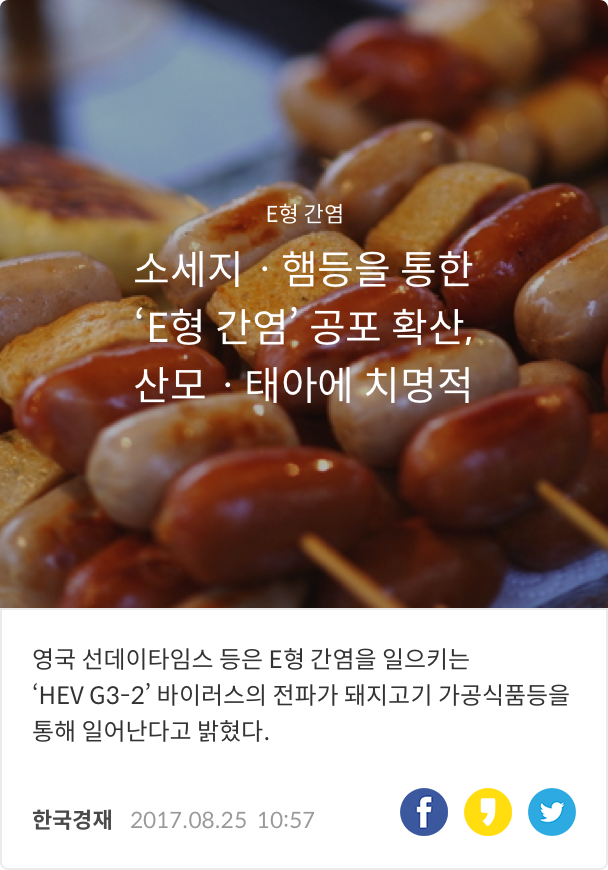 E형 간염
소세지 · 햄등을 통한
‘E형 간염’ 공포 확산,
산모 · 태아에 치명적
영국 선데이타임스 등은 E형 간염을 일으키는
‘HEV G3-2’ 바이러스의 전파가 돼지고기 가공식품등을
통해 일어난다고 밝혔다.
한국경제 2017.08.25 10:57